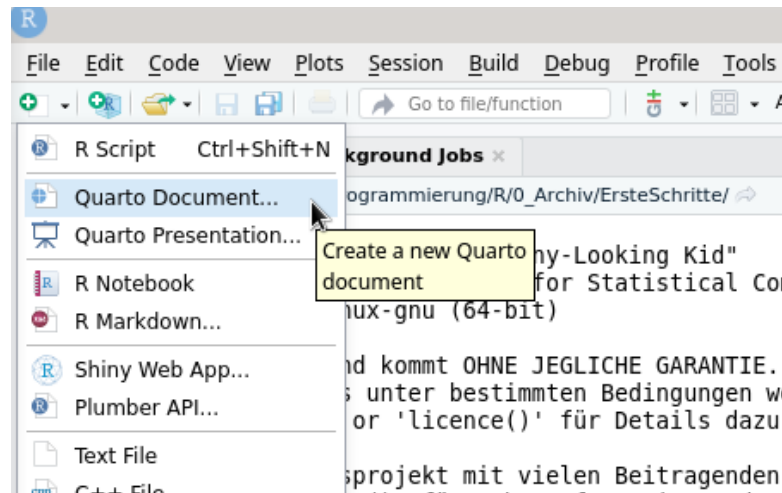 R
File Edit Code View Plots Session Build Debug Profile Tools
R Go to file/function
R Script Ctrl+Shift+N
kground Jobs ×
Quarto Document...
ogrammierung/R/0_Archiv/ErsteSchritte/
Quarto Presentation...
Create a new Quarto
document
ny-Looking Kid"
R Notebook
for Statistical Co
R Markdown...
nux-gnu (64-bit)
Shiny Web App...
nd kommt OHNE JEGLICHE GARANTIE.
Plumber API...
s unter bestimmten Bedingungen w
or 'licence()' für Details dazu
Text File
sprojekt mit vielen Beitragenden
C++ File